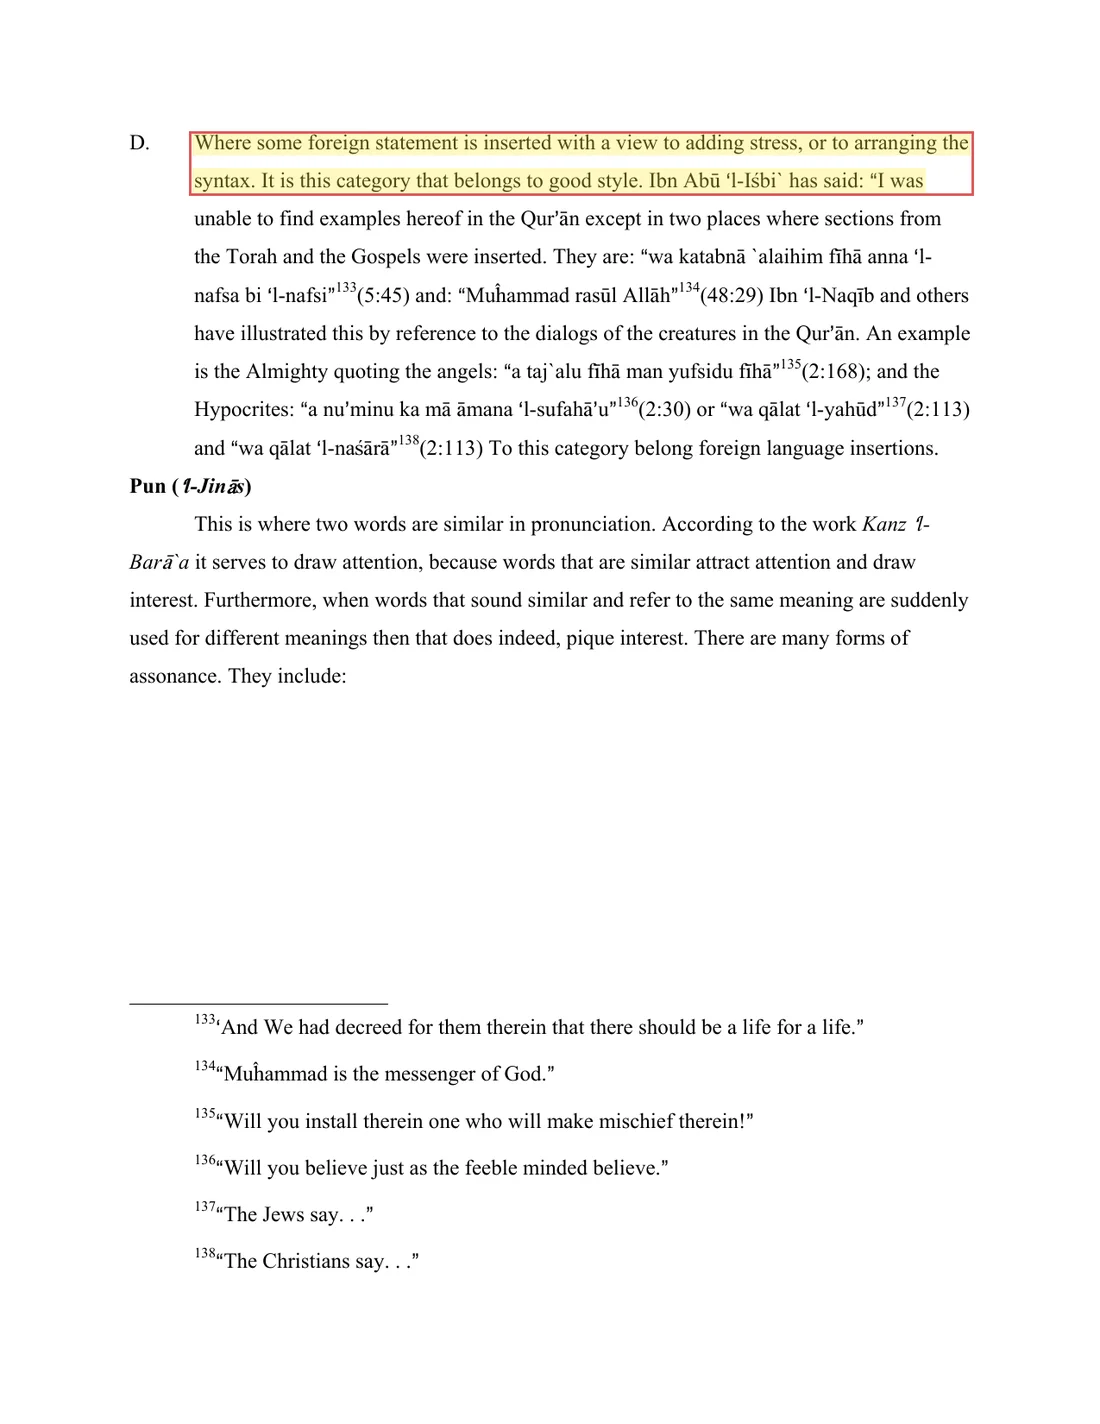 D. Where some foreign statement is inserted with a view to adding stress, or to arranging the
syntax. It is this category that belongs to good style. Ibn Abū ‘l-Iśbi` has said: “I was
unable to find examples hereof in the Qur’ān except in two places where sections from
the Torah and the Gospels were inserted. They are: “wa katabnā `alaihim fīhā anna ‘l-
nafsa bi ‘l-nafsi”133(5:45) and: “Muĥammad rasūl Allāh”134(48:29) Ibn ‘l-Naqīb and others
have illustrated this by reference to the dialogs of the creatures in the Qur’ān. An example
is the Almighty quoting the angels: “a taj`alu fīhā man yufsidu fīhā”135(2:168); and the
Hypocrites: “a nu’minu ka mā āmana ‘l-sufahā’u”136(2:30) or “wa qālat ‘l-yahūd”137(2:113)
and “wa qālat ‘l-naśārā”138(2:113) To this category belong foreign language insertions.
Pun (‘l-Jinās)
This is where two words are similar in pronunciation. According to the work Kanz ‘l-
Barā`a it serves to draw attention, because words that are similar attract attention and draw
interest. Furthermore, when words that sound similar and refer to the same meaning are suddenly
used for different meanings then that does indeed, pique interest. There are many forms of
assonance. They include:
133‘And We had decreed for them therein that there should be a life for a life.”
134“Muĥammad is the messenger of God.”
135“Will you install therein one who will make mischief therein!”
136“Will you believe just as the feeble minded believe.”
137“The Jews say. . .”
138“The Christians say. . .”